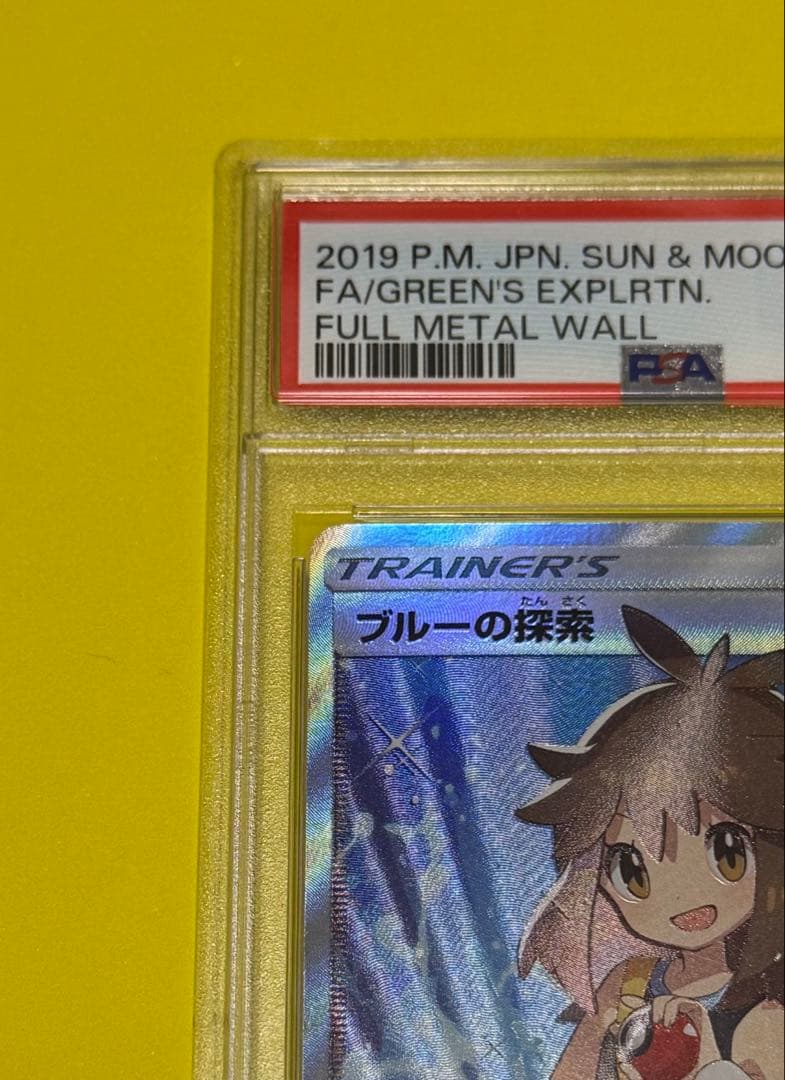 2019 P.M. JPN. SUN & MOO
FA/GREEN'S EXPLRTN.
FULL METAL WALL
PSA
TRAINER'S
たん さく
ブルーの探索